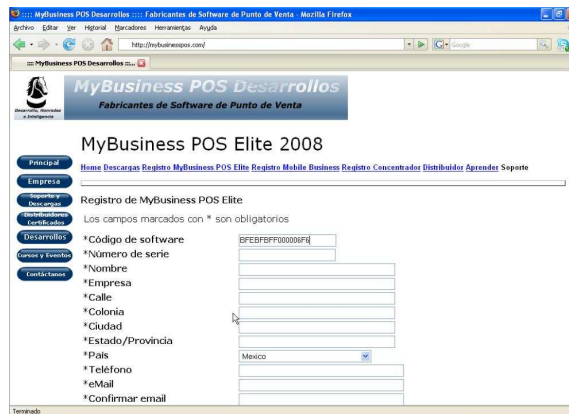 :::: MyBusiness POS Desarrollos :::: Fabricantes de Software de Punto de Venta - Mozilla Firefox
Archivo Editar Ver Historial Marcadores Herramientas Ayuda
http://mybusinesspos.com/
Google
:::: MyBusiness POS Desarrollos ::...
MyBusiness POS Desarrollos
Fabricantes de Software de Punto de Venta
Desarrollo, Mercadeo
e Inteligencia
MyBusiness POS Elite 2008
Home Descargas Registro MyBusiness POS Elite Registro Mobile Business Registro Concentrador Distribuidor Aprender Soporte
Principal
Empresa
Soporte y
Descargas
Distribuidores
Certificados
Desarrollos
Cursos y Eventos
Contáctanos
Registro de MyBusiness POS Elite
Los campos marcados con * son obligatorios
*Código de software BFEBFBFF000006F6
*Número de serie
*Nombre
*Empresa
*Calle
*Colonia
*Ciudad
*Estado/Provincia
*País Mexico
*Teléfono
*eMail
*Confirmar email
Terminado